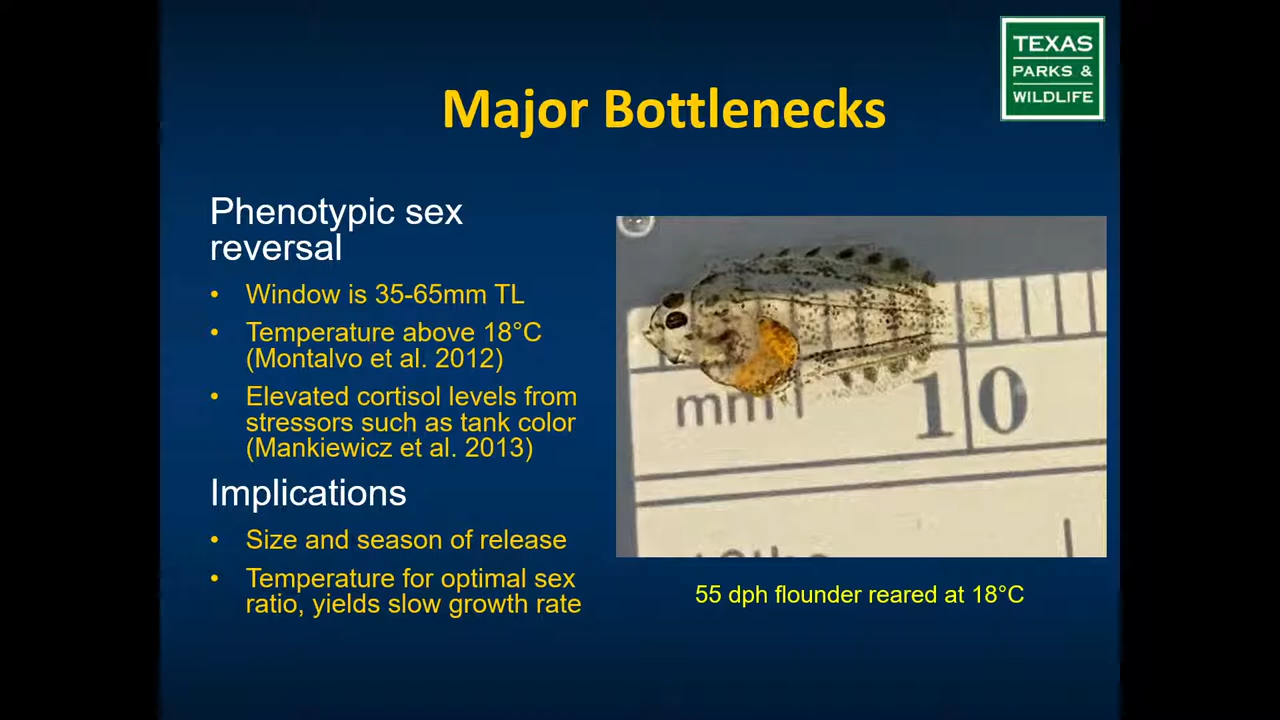 TEXAS
PARKS &
WILDLIFE
Major Bottlenecks
Phenotypic sex
reversal
• Window is 35-65mm TL
• Temperature above 18°C
(Montalvo et al. 2012)
• Elevated cortisol levels from
stressors such as tank color
(Mankiewicz et al. 2013)
Implications
• Size and season of release
• Temperature for optimal sex
ratio, yields slow growth rate
mm
10
55 dph flounder reared at 18°C